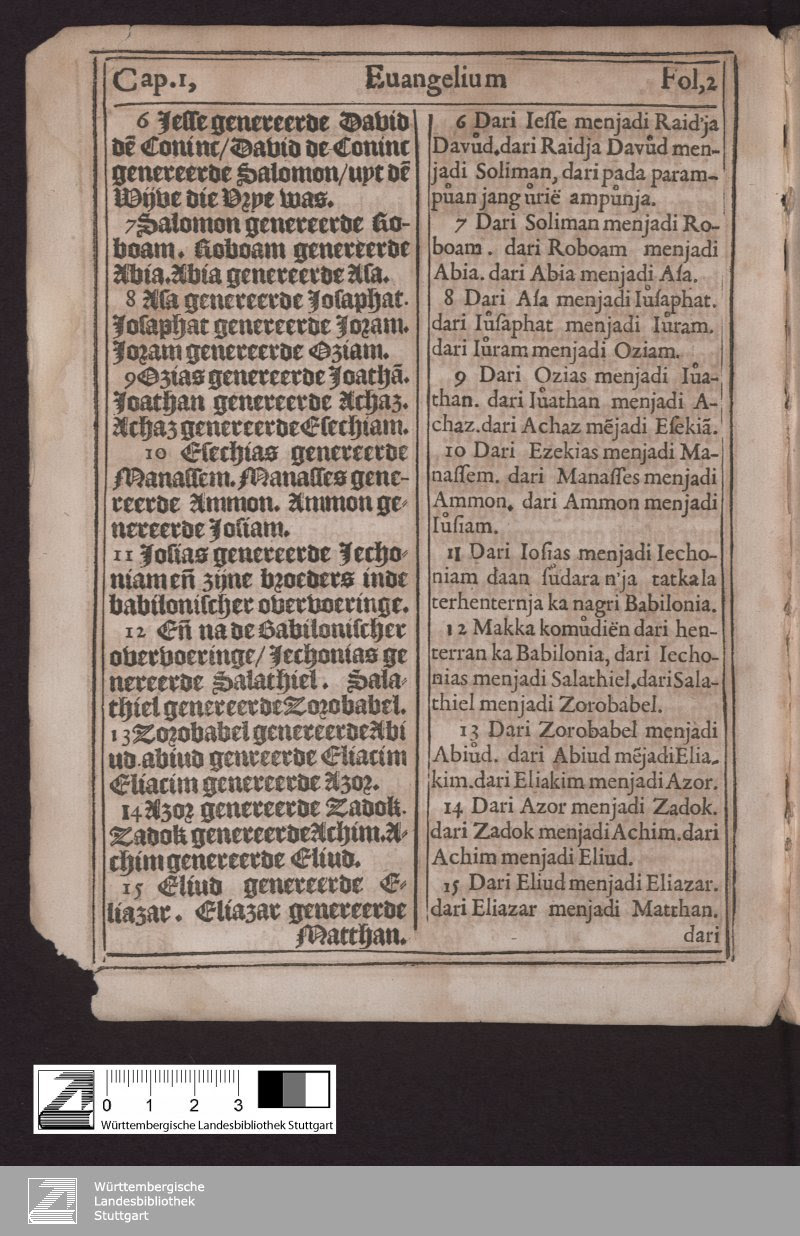 Cap.1,
Euangelium
Fol,2
6 Jesse genereerde David
dẽ Coninc/David de Coninc
genereerde Salomon/uyt dẽ
Wijve die Vrye was.
7 Salomon genereerde Ro-
boam. Roboam genereerde
Abia. Abia genereerde Asa.
8 Asa genereerde Josaphat.
Josaphat genereerde Joram.
Joram genereerde Oziam.
9 Ozias genereerde Joathã.
Joathan genereerde Achaz.
Achaz genereerde Esechiam.
10 Esechias genereerde
Manassem. Manasses gene-
reerde Ammon. Ammon ge-
nereerde Josiam.
11 Josias genereerde Jecho-
niam eñ zijne broeders inde
babilonischer overvoeringe.
12 Eñ na de Babilonischer
overvoeringe/ Jechonias ge
nereerde Salathiel. Sala-
thiel genereerde Zorobabel.
13 Zorobabel genereerde Abi
ud. abiud genreerde Eliacim
Eliacim genereerde Azor.
14 Azor genereerde Zadok.
Zadok genereerde Achim. A-
chim genereerde Eliud.
15 Eliud genereerde E-
liazar. Eliazar genereerde
Matthan.
6 Dari Iesse menjadi Raid'ja
Davůd, dari Raidja Davůd men-
jadi Soliman, dari pada param-
půan jang ůrië ampůnja.
7 Dari Soliman menjadi Ro-
boam. dari Roboam menjadi
Abia. dari Abia menjadi Asa.
8 Dari Asa menjadi Iůsaphat.
dari Iůsaphat menjadi Iůram.
dari Iůram menjadi Oziam.
9 Dari Ozias menjadi Iůa-
than. dari Iůathan menjadi A-
chaz. dari Achaz mẽjadi Esekiã.
10 Dari Ezekias menjadi Ma-
nassem. dari Manasses menjadi
Ammon, dari Ammon menjadi
Iůsiam.
11 Dari Iosias menjadi Iecho-
niam daan sůdara n'ja tatkala
terhenternja ka nagri Babilonia.
12 Makka komůdiën dari hen-
terran ka Babilonia, dari Iecho-
nias menjadi Salathiel, dari Sala-
thiel menjadi Zorobabel.
13 Dari Zorobabel menjadi
Abiůd. dari Abiud mẽjadi Elia-
kim. dari Eliakim menjadi Azor.
14 Dari Azor menjadi Zadok.
dari Zadok menjadi Achim. dari
Achim menjadi Eliud.
15 Dari Eliud menjadi Eliazar.
dari Eliazar menjadi Matthan.
dari
0 1 2 3
Württembergische Landesbibliothek Stuttgart
Württembergische
Landesbibliothek
Stuttgart